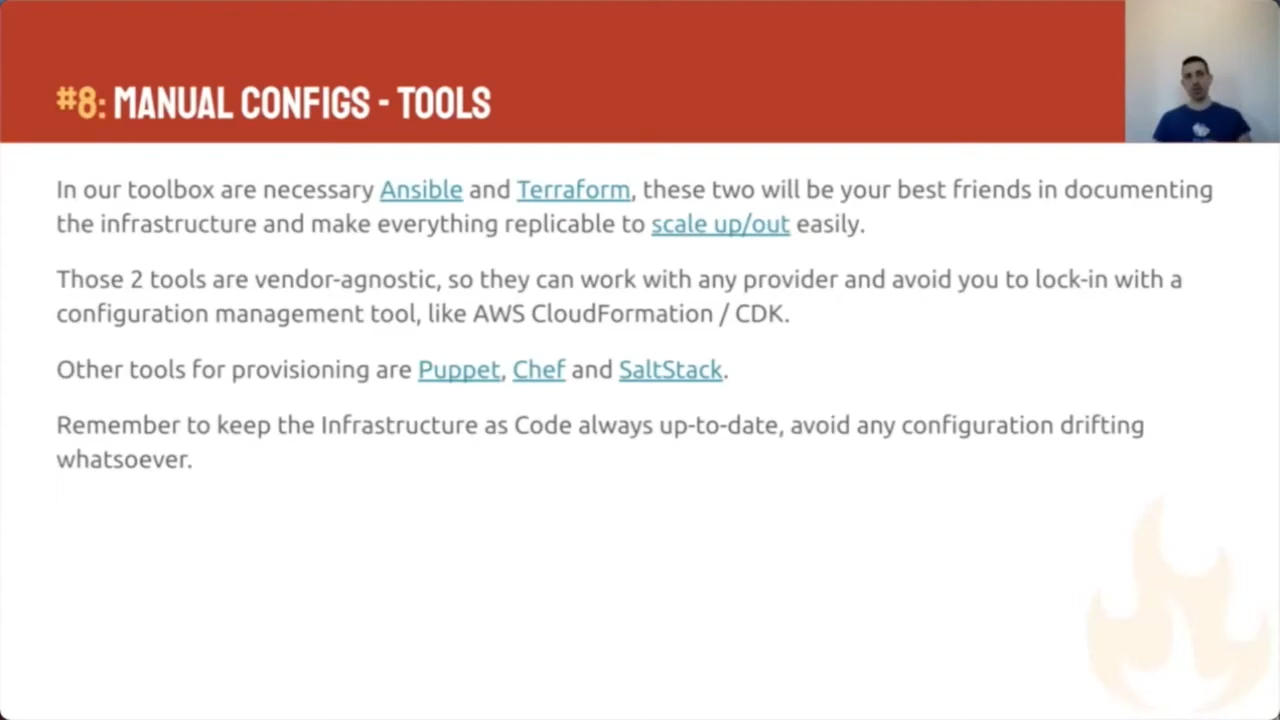 #8: MANUAL CONFIGS - TOOLS
In our toolbox are necessary Ansible and Terraform, these two will be your best friends in documenting
the infrastructure and make everything replicable to scale up/out easily.
Those 2 tools are vendor-agnostic, so they can work with any provider and avoid you to lock-in with a
configuration management tool, like AWS CloudFormation / CDK.
Other tools for provisioning are Puppet, Chef and SaltStack.
Remember to keep the Infrastructure as Code always up-to-date, avoid any configuration drifting
whatsoever.